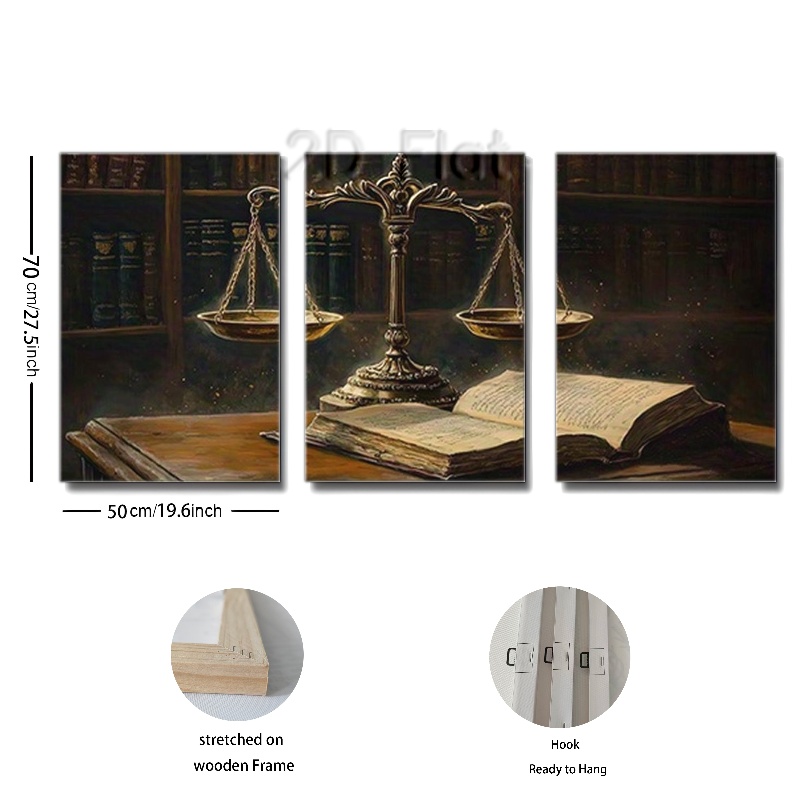 2D Flat
70 cm/27.5inch
50cm/19.6inch
stretched on
wooden Frame
Hook
Ready to Hang